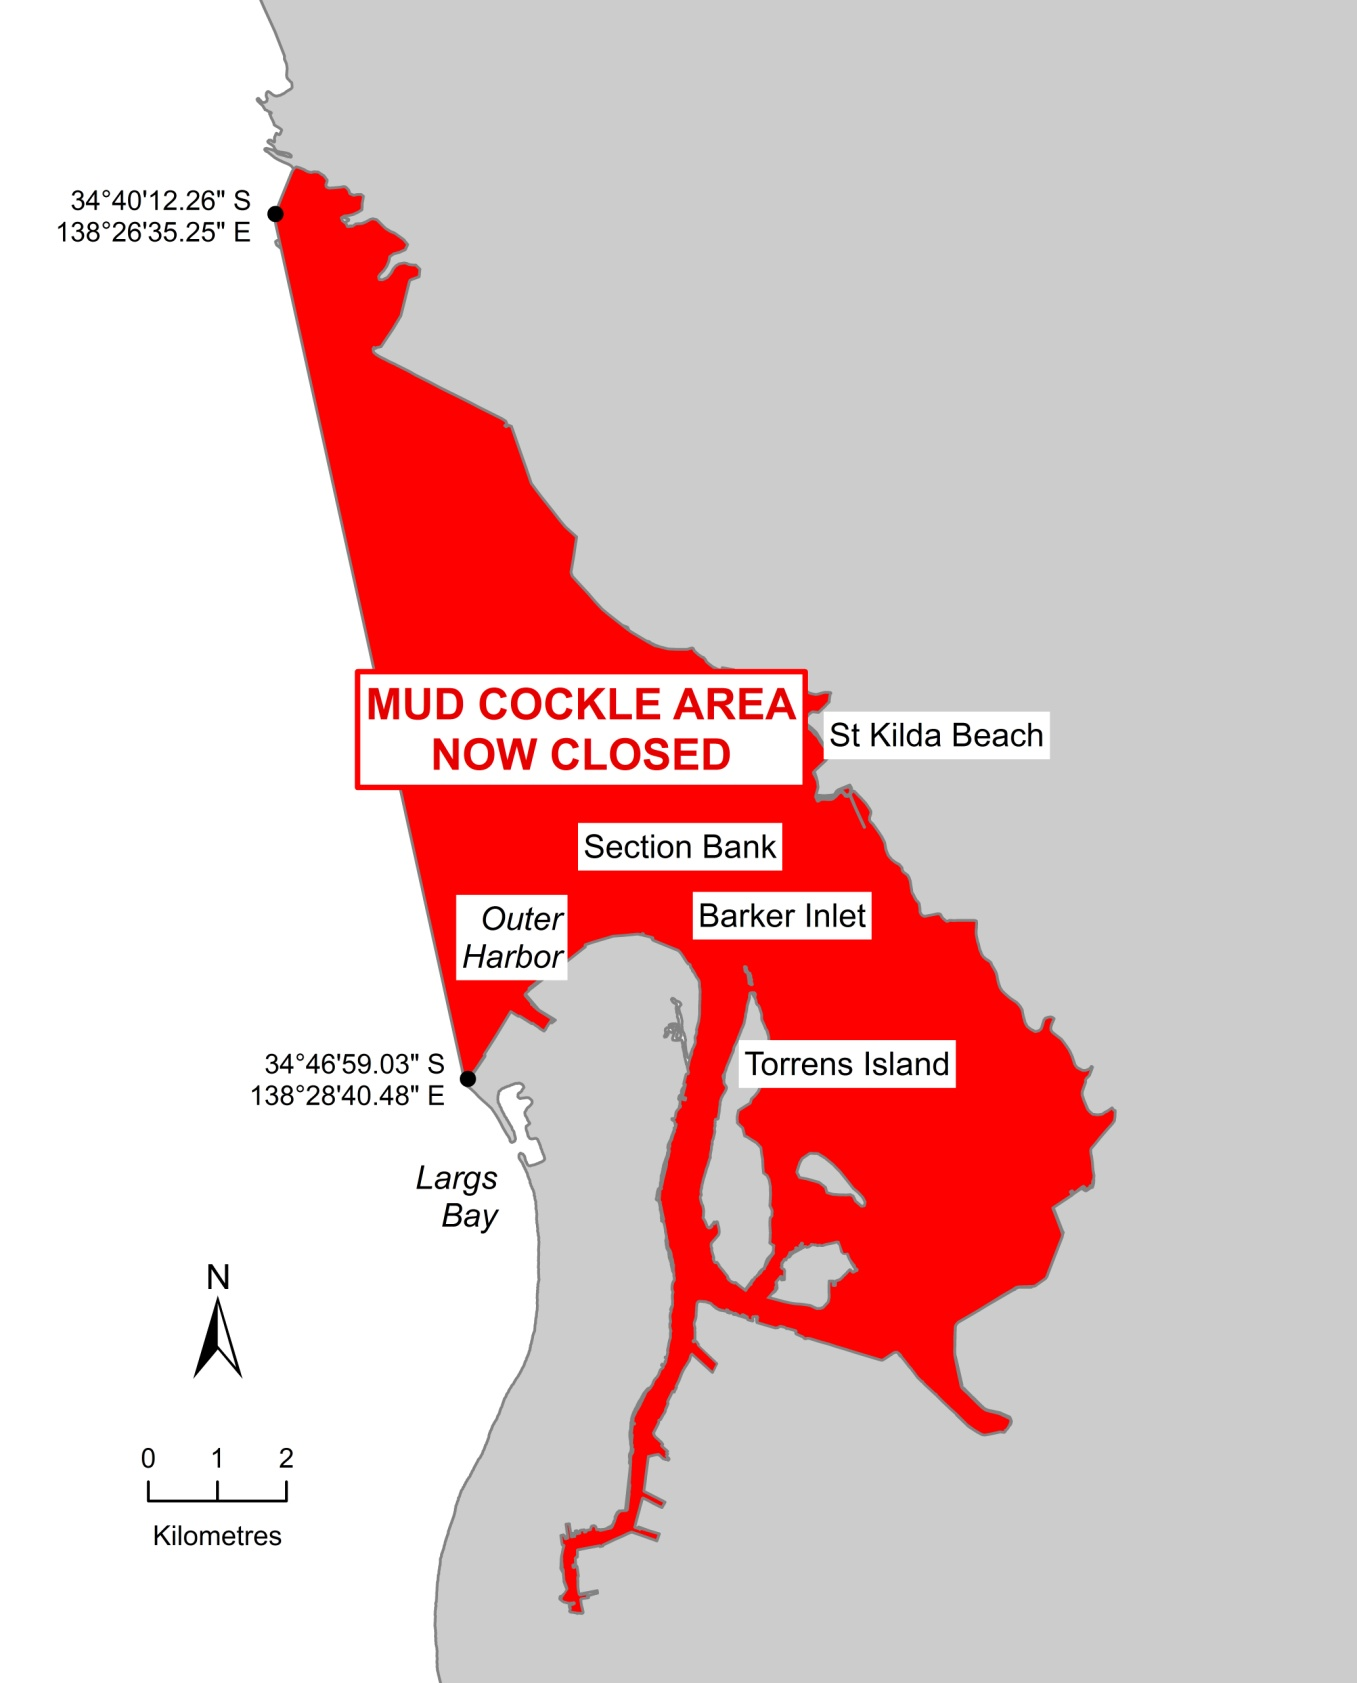 34°40'12.26" S
138°26'35.25" E
MUD COCKLE AREA
NOW CLOSED
St Kilda Beach
Section Bank
Barker Inlet
Outer
Harbor
Torrens Island
34°46'59.03" S
138°28'40.48" E
Largs
Bay
N
0 1 2
Kilometres